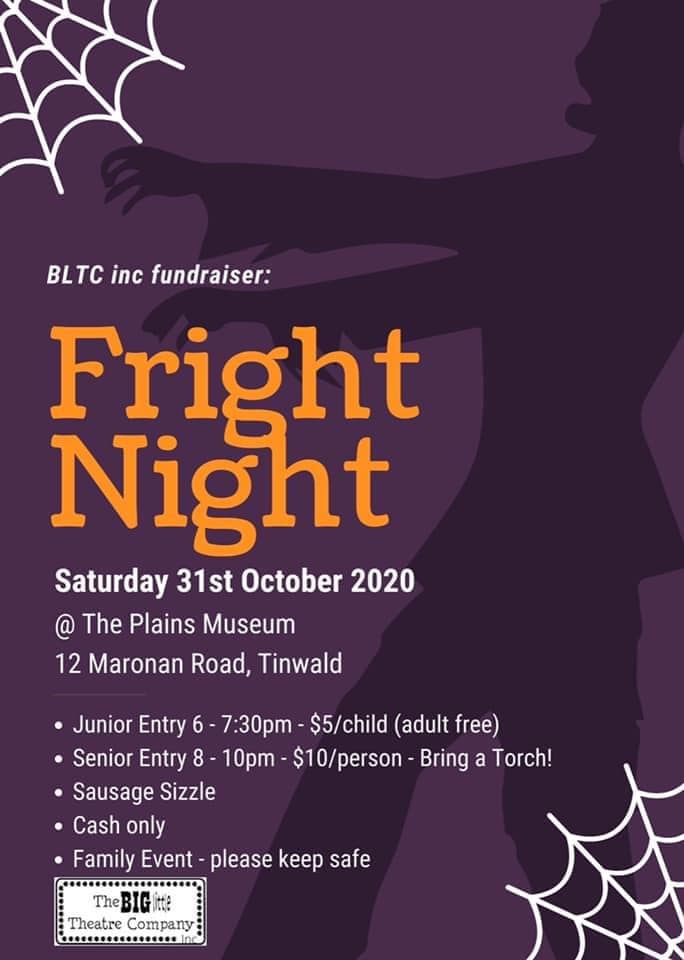 BLTC inc fundraiser:
Fright
Night
Saturday 31st October 2020
@ The Plains Museum
12 Maronan Road, Tinwald
• Junior Entry 6 - 7:30pm - $5/child (adult free)
• Senior Entry 8 - 10pm - $10/person - Bring a Torch!
• Sausage Sizzle
• Cash only
• Family Event - please keep safe
The BIG little
Theatre Company
Inc